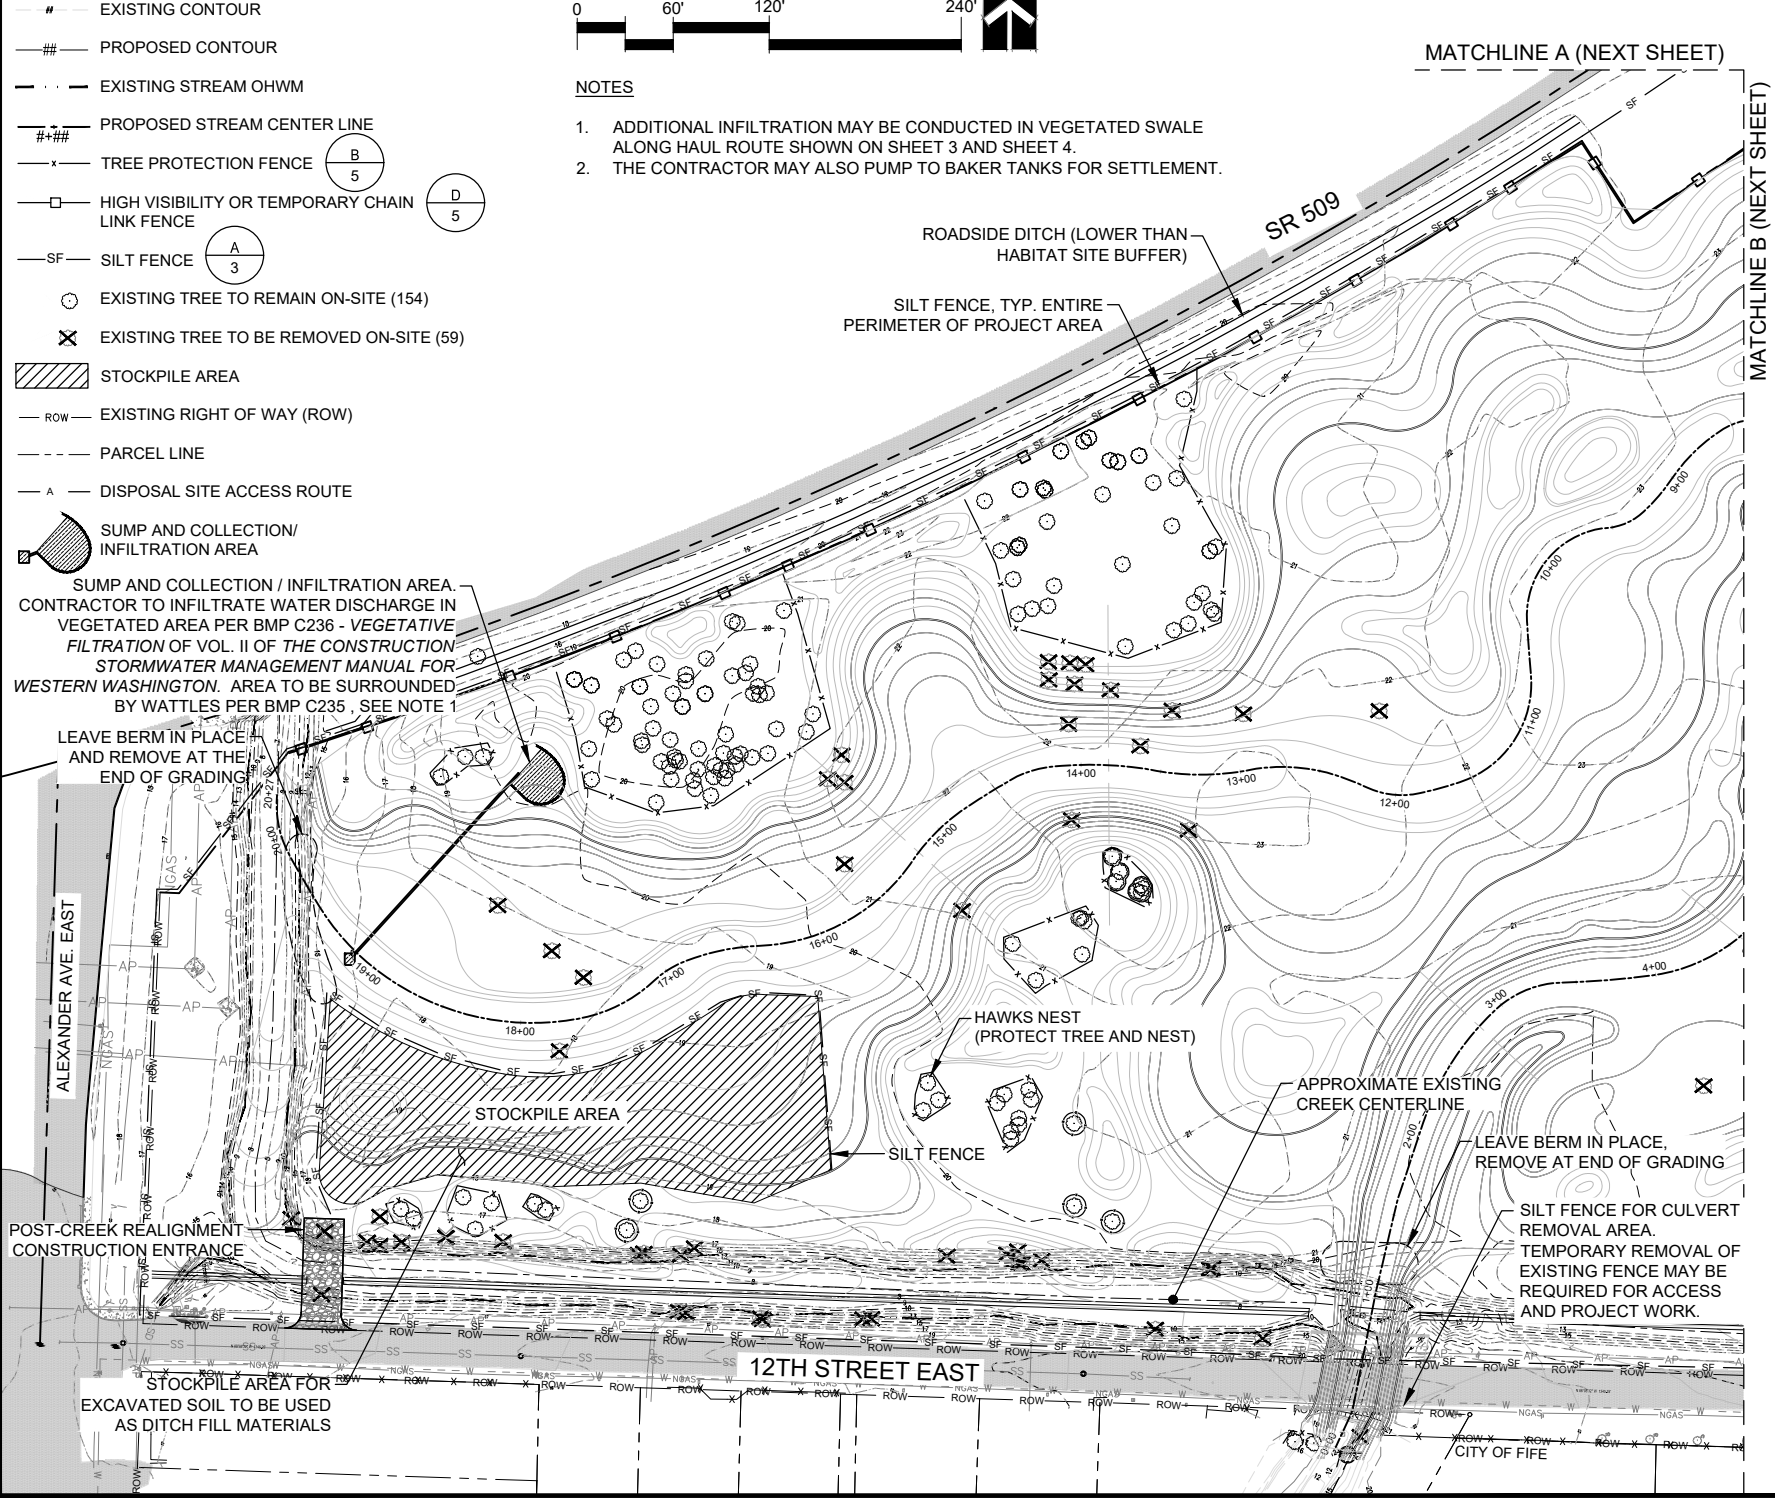 EXISTING CONTOUR
## PROPOSED CONTOUR
EXISTING STREAM OHWM
PROPOSED STREAM CENTER LINE
#+##
TREE PROTECTION FENCE
B
5
HIGH VISIBILITY OR TEMPORARY CHAIN
LINK FENCE
D
5
SF SILT FENCE
A
3
EXISTING TREE TO REMAIN ON-SITE (154)
EXISTING TREE TO BE REMOVED ON-SITE (59)
STOCKPILE AREA
ROW EXISTING RIGHT OF WAY (ROW)
PARCEL LINE
A DISPOSAL SITE ACCESS ROUTE
SUMP AND COLLECTION/
INFILTRATION AREA
0 60' 120' 240'
NOTES
1. ADDITIONAL INFILTRATION MAY BE CONDUCTED IN VEGETATED SWALE
ALONG HAUL ROUTE SHOWN ON SHEET 3 AND SHEET 4.
2. THE CONTRACTOR MAY ALSO PUMP TO BAKER TANKS FOR SETTLEMENT.
MATCHLINE A (NEXT SHEET)
MATCHLINE B (NEXT SHEET)
SR 509
ROADSIDE DITCH (LOWER THAN
HABITAT SITE BUFFER)
SILT FENCE, TYP. ENTIRE
PERIMETER OF PROJECT AREA
SUMP AND COLLECTION / INFILTRATION AREA.
CONTRACTOR TO INFILTRATE WATER DISCHARGE IN
VEGETATED AREA PER BMP C236 - VEGETATIVE
FILTRATION OF VOL. II OF THE CONSTRUCTION
STORMWATER MANAGEMENT MANUAL FOR
WESTERN WASHINGTON. AREA TO BE SURROUNDED
BY WATTLES PER BMP C235 , SEE NOTE 1
LEAVE BERM IN PLACE
AND REMOVE AT THE
END OF GRADING
20+27
20+00
19+00
18+00
17+00
16+00
15+00
14+00
13+00
12+00
11+00
10+00
9+00
4+00
3+00
2+00
1+00
ALEXANDER AVE. EAST
HAWKS NEST
(PROTECT TREE AND NEST)
STOCKPILE AREA
SILT FENCE
APPROXIMATE EXISTING
CREEK CENTERLINE
LEAVE BERM IN PLACE,
REMOVE AT END OF GRADING
SILT FENCE FOR CULVERT
REMOVAL AREA.
TEMPORARY REMOVAL OF
EXISTING FENCE MAY BE
REQUIRED FOR ACCESS
AND PROJECT WORK.
POST-CREEK REALIGNMENT
CONSTRUCTION ENTRANCE
12TH STREET EAST
STOCKPILE AREA FOR
EXCAVATED SOIL TO BE USED
AS DITCH FILL MATERIALS
CITY OF FIFE